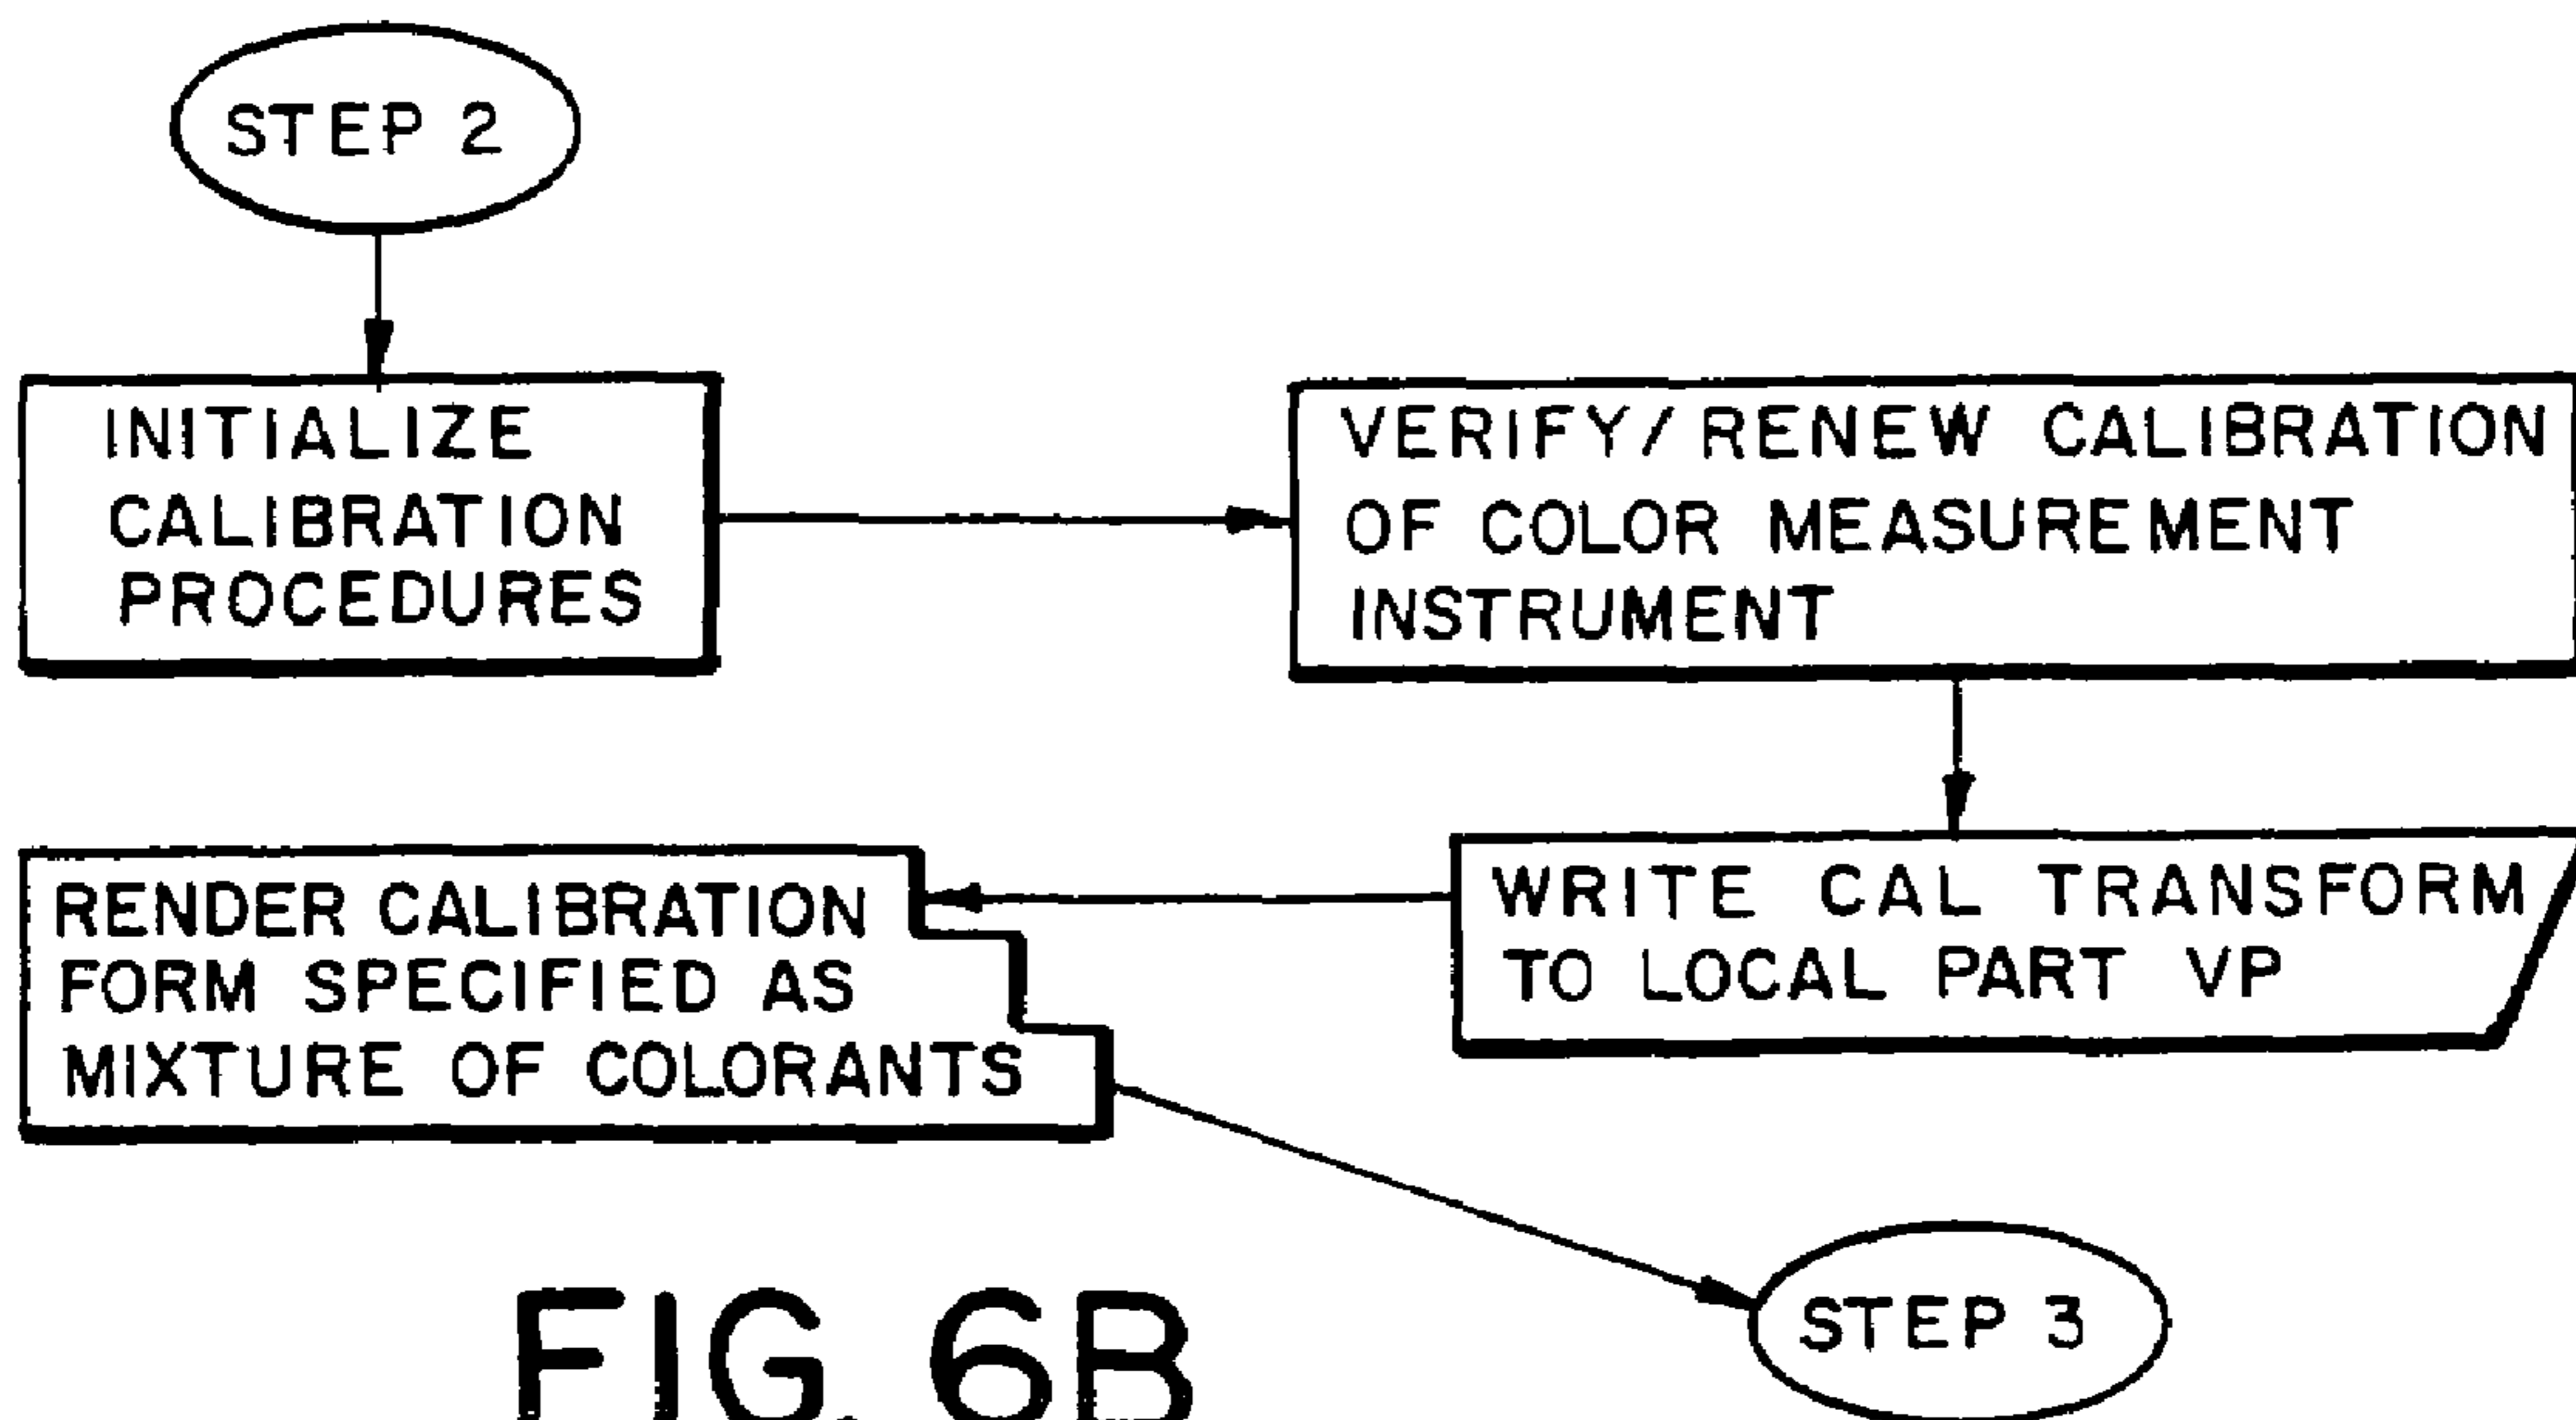 STEP 2
INITIALIZE
CALIBRATION
PROCEDURES
VERIFY/RENEW CALIBRATION
OF COLOR MEASUREMENT
INSTRUMENT
WRITE CAL TRANSFORM
TO LOCAL PART VP
RENDER CALIBRATION
FORM SPECIFIED AS
MIXTURE OF COLORANTS
STEP 3
FIG. 6B